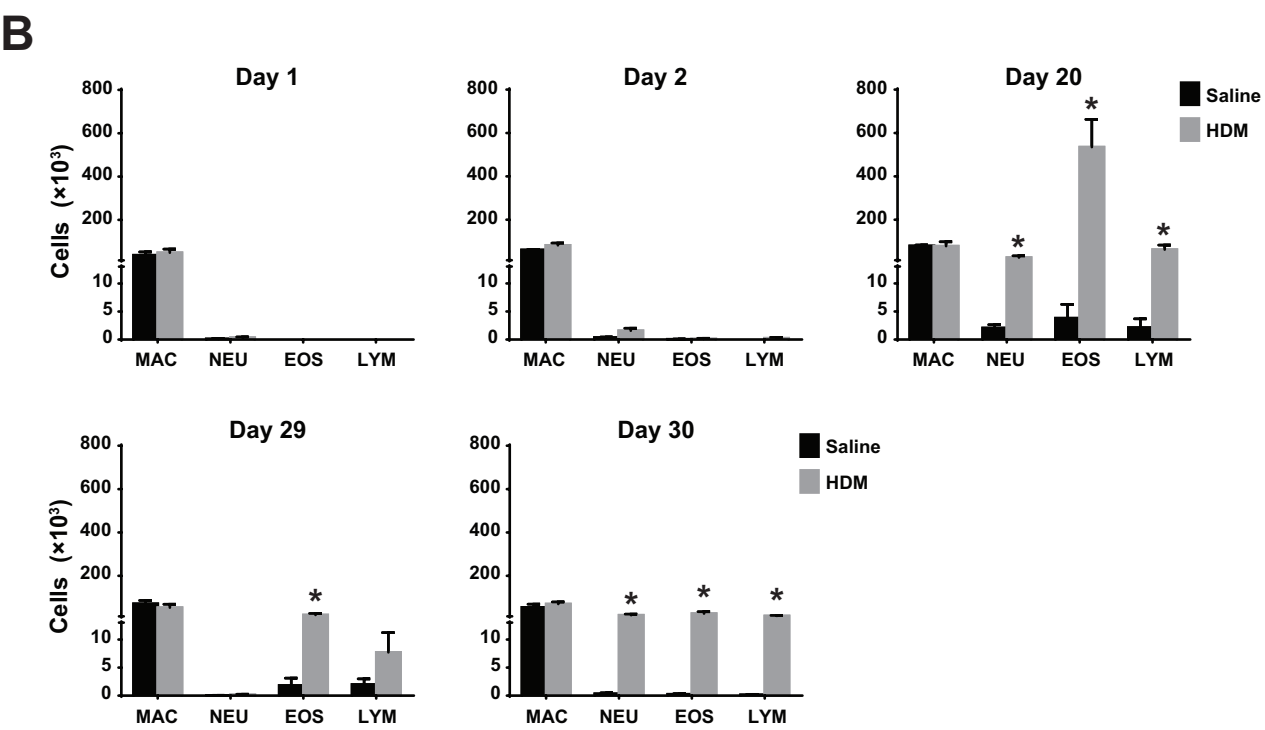 B
Day 1
800
600
400
200
10
5
0
Cells (×10³)
MAC NEU EOS LYM
Day 2
800
600
400
200
10
5
0
MAC NEU EOS LYM
Day 20
800
600
400
200
10
5
0
*
*
*
MAC NEU EOS LYM
Saline
HDM
Day 29
800
600
400
200
10
5
0
Cells (×10³)
*
MAC NEU EOS LYM
Day 30
800
600
400
200
10
5
0
* * *
MAC NEU EOS LYM
Saline
HDM